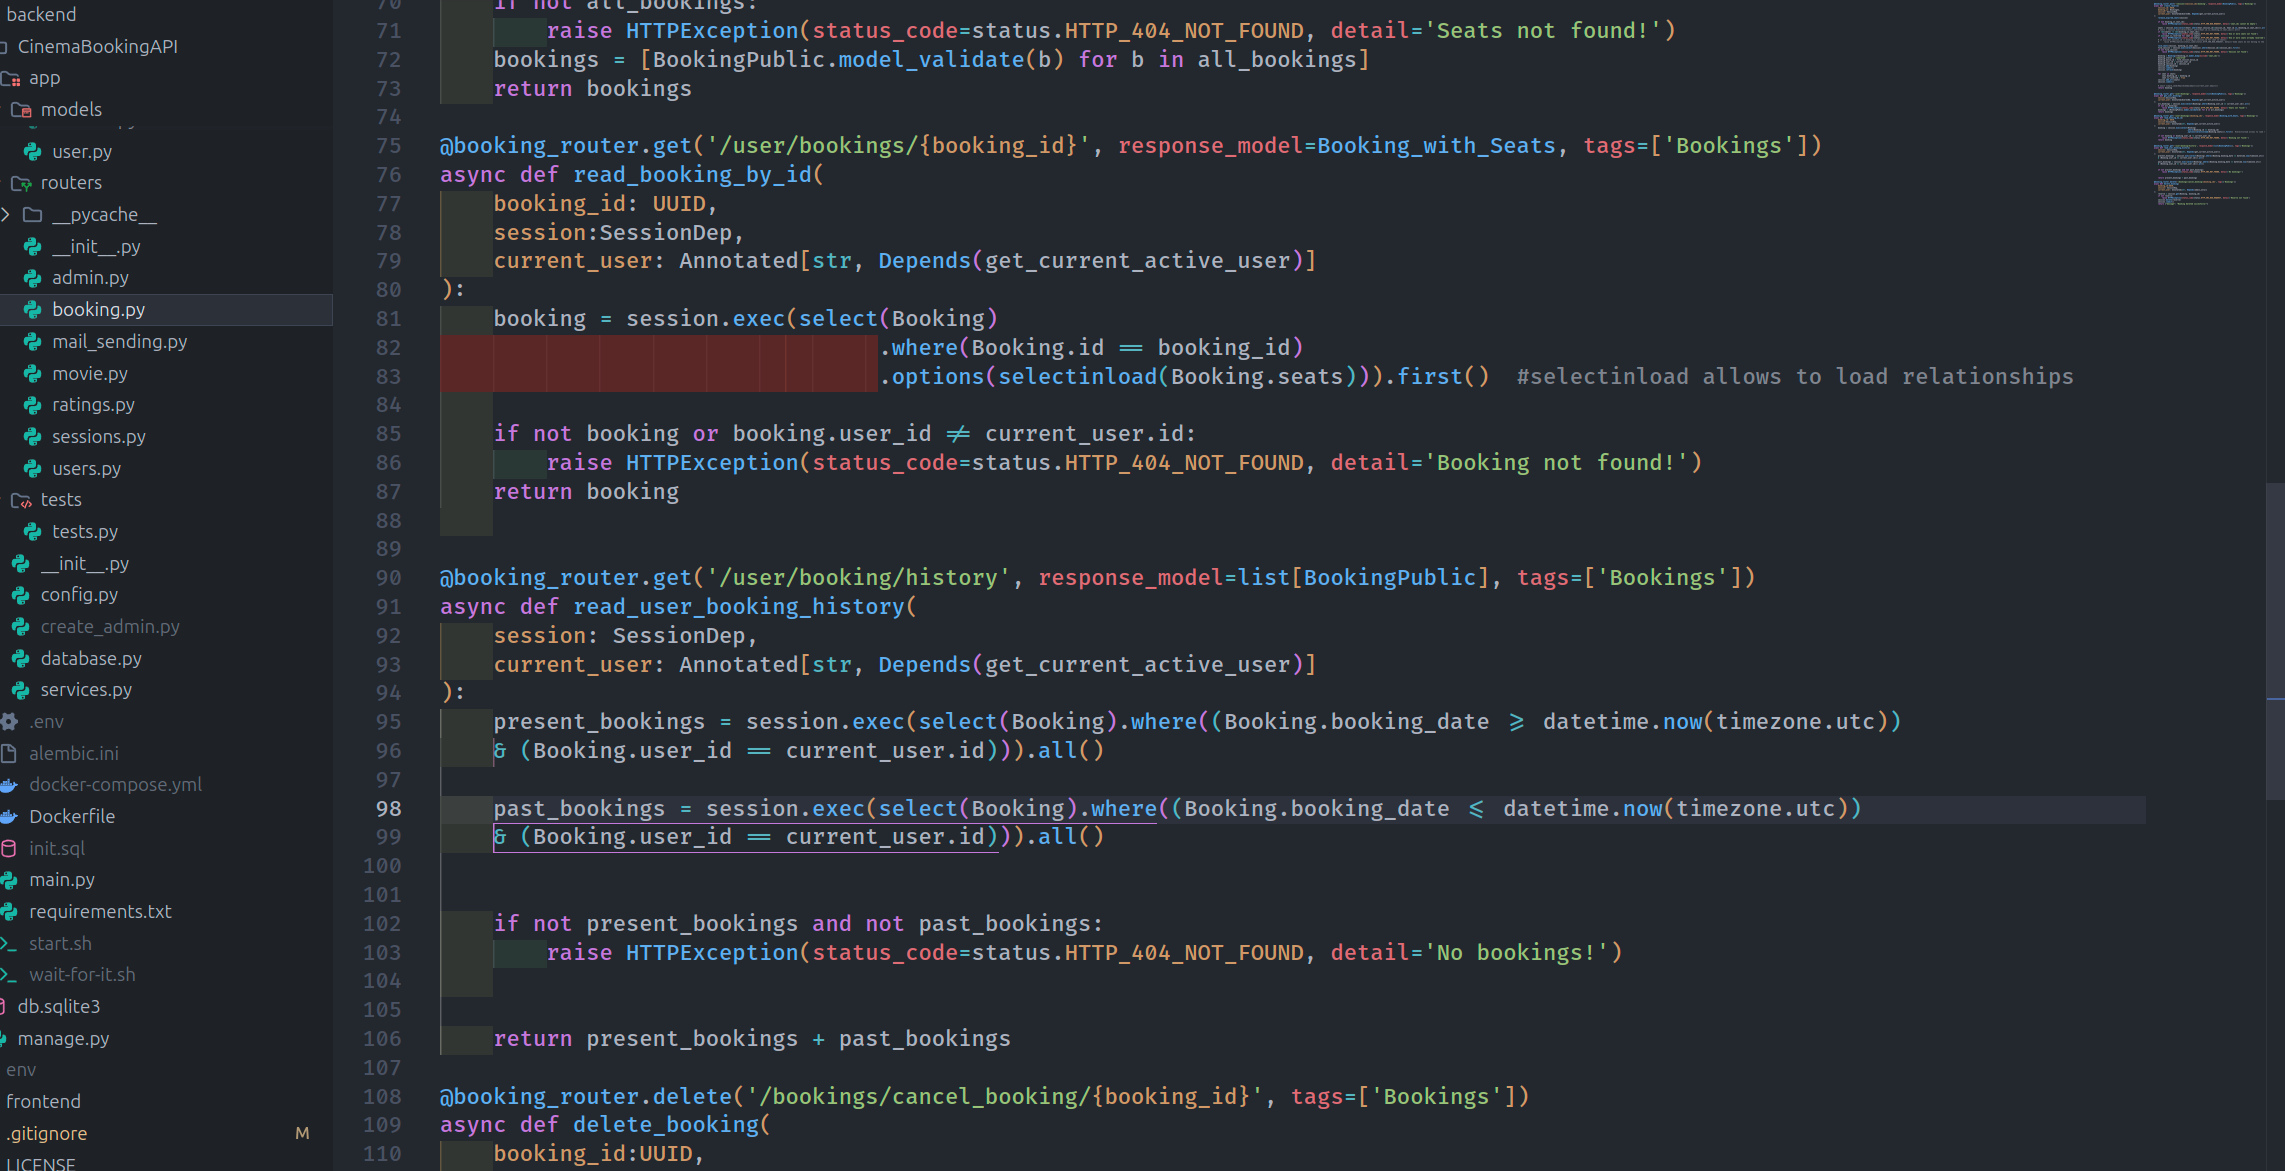 backend
CinemaBookingAPI
app
models
user.py
routers
__pycache__
__init__.py
admin.py
booking.py
mail_sending.py
movie.py
ratings.py
sessions.py
users.py
tests
tests.py
__init__.py
config.py
create_admin.py
database.py
services.py
.env
alembic.ini
docker-compose.yml
Dockerfile
init.sql
main.py
requirements.txt
start.sh
wait-for-it.sh
db.sqlite3
manage.py
env
frontend
.gitignore M
LICENSE
70 if not all_bookings:
71 raise HTTPException(status_code=status.HTTP_404_NOT_FOUND, detail='Seats not found!')
72 bookings = [BookingPublic.model_validate(b) for b in all_bookings]
73 return bookings
74
75 @booking_router.get('/user/bookings/{booking_id}', response_model=Booking_with_Seats, tags=['Bookings'])
76 async def read_booking_by_id(
77 booking_id: UUID,
78 session:SessionDep,
79 current_user: Annotated[str, Depends(get_current_active_user)]
80 ):
81 booking = session.exec(select(Booking)
82 .where(Booking.id == booking_id)
83 .options(selectinload(Booking.seats))).first() #selectinload allows to load relationships
84
85 if not booking or booking.user_id != current_user.id:
86 raise HTTPException(status_code=status.HTTP_404_NOT_FOUND, detail='Booking not found!')
87 return booking
88
89
90 @booking_router.get('/user/booking/history', response_model=list[BookingPublic], tags=['Bookings'])
91 async def read_user_booking_history(
92 session: SessionDep,
93 current_user: Annotated[str, Depends(get_current_active_user)]
94 ):
95 present_bookings = session.exec(select(Booking).where((Booking.booking_date >= datetime.now(timezone.utc))
96 & (Booking.user_id == current_user.id))).all()
97
98 past_bookings = session.exec(select(Booking).where((Booking.booking_date <= datetime.now(timezone.utc))
99 & (Booking.user_id == current_user.id))).all()
100
101
102 if not present_bookings and not past_bookings:
103 raise HTTPException(status_code=status.HTTP_404_NOT_FOUND, detail='No bookings!')
104
105
106 return present_bookings + past_bookings
107
108 @booking_router.delete('/bookings/cancel_booking/{booking_id}', tags=['Bookings'])
109 async def delete_booking(
110 booking_id:UUID,